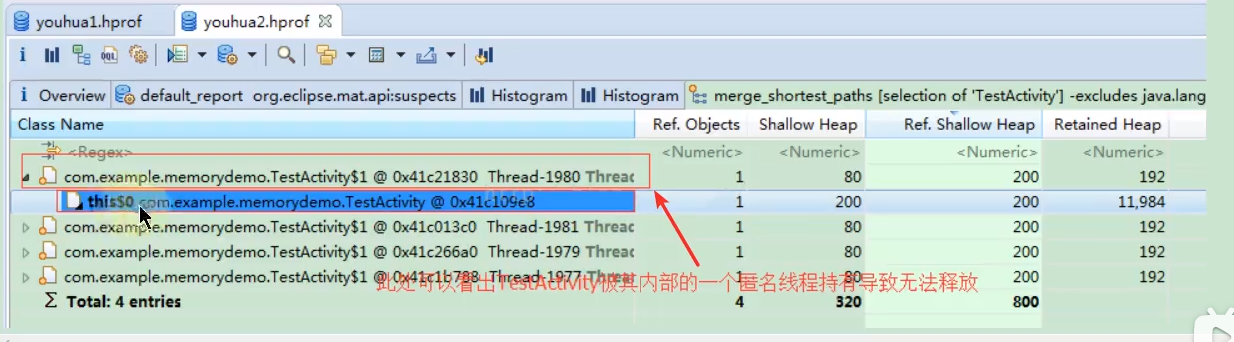 youhua1.hprof youhua2.hprof
i Overview default_report org.eclipse.mat.api:suspects Histogram Histogram merge_shortest_paths [selection of 'TestActivity'] -excludes java.lang
Class Name Ref. Objects Shallow Heap Ref. Shallow Heap Retained Heap
<Regex> <Numeric> <Numeric> <Numeric> <Numeric>
com.example.memorydemo.TestActivity$1 @ 0x41c21830 Thread-1980 Thread 1 80 200 192
this$0 com.example.memorydemo.TestActivity @ 0x41c109e8 1 200 200 11,984
com.example.memorydemo.TestActivity$1 @ 0x41c013c0 Thread-1981 Thread 1 80 200 192
com.example.memorydemo.TestActivity$1 @ 0x41c266a0 Thread-1979 Thread 1 80 200 192
com.example.memorydemo.TestActivity$1 @ 0x41c1b788 Thread-1977 Thread 1 80 200 192
此处可以看出TestActivity被其内部的一个匿名线程持有导致无法释放
Σ Total: 4 entries 4 320 800